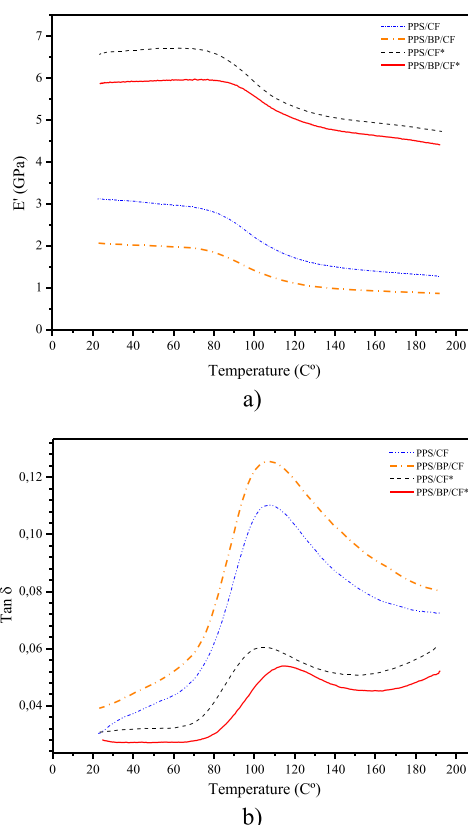 PPS/CF
PPS/BP/CF
PPS/CF*
PPS/BP/CF*
7
6
5
4
3
2
1
0
E' (GPa)
0 20 40 60 80 100 120 140 160 180 200
Temperature (Cº)
a)
PPS/CF
PPS/BP/CF
PPS/CF*
PPS/BP/CF*
0,12
0,10
0,08
0,06
0,04
Tan δ
0 20 40 60 80 100 120 140 160 180 200
Temperature (Cº)
b)